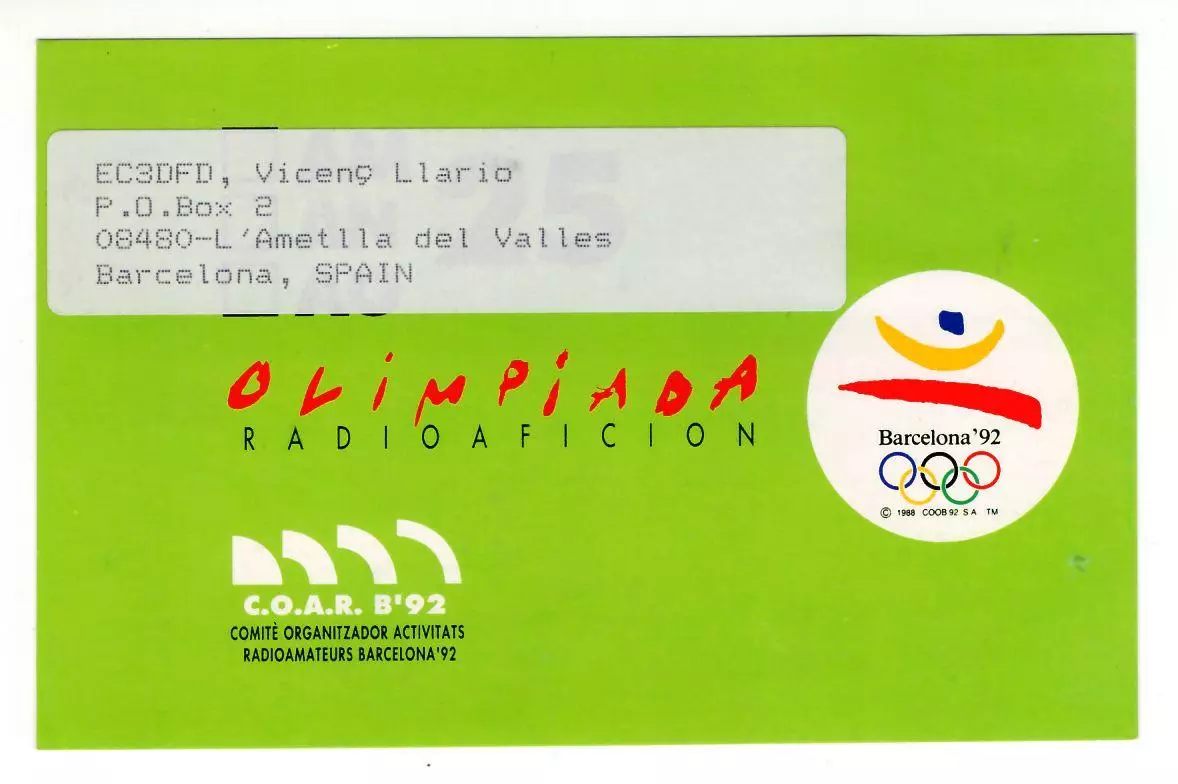 EC3DFD, Vicenç Llario
P.O.Box 2
08480-L'Ametlla del Valles
Barcelona, SPAIN
25
OLiMPiADA
RADIOAFICION
Barcelona'92
© 1988 COOB 92 S A TM
C.O.A.R. B'92
COMITÈ ORGANITZADOR ACTIVITATS
RADIOAMATEURS BARCELONA'92